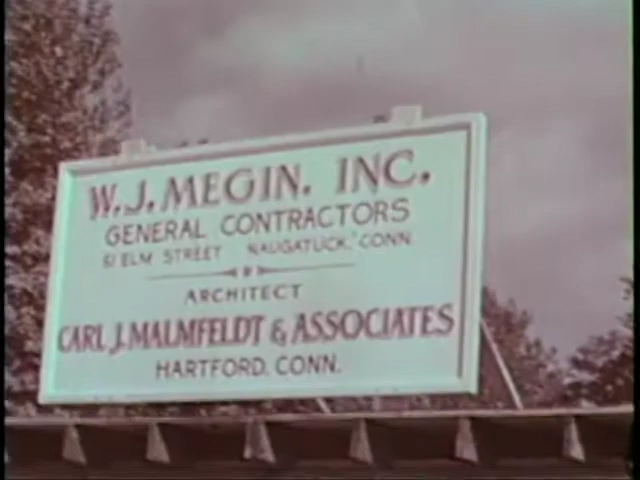 W. J. MEGIN. INC.
GENERAL CONTRACTORS
51 ELM STREET NAUGATUCK, CONN.
ARCHITECT
CARL J. MALMFELDT & ASSOCIATES
HARTFORD, CONN.